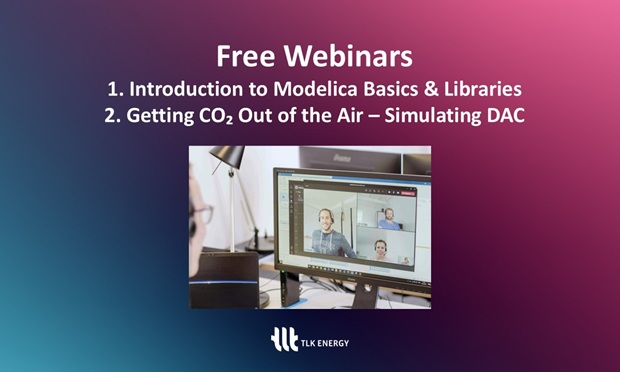 Free Webinars
1. Introduction to Modelica Basics & Libraries
2. Getting CO₂ Out of the Air – Simulating DAC
iiyama
TLK ENERGY